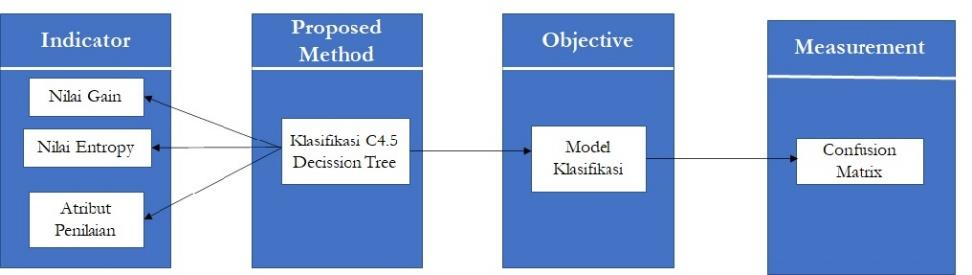 Indicator
Nilai Gain
Nilai Entropy
Atribut
Penilaian
Proposed
Method
Klasifikasi C4.5
Decission Tree
Objective
Model
Klasifikasi
Measurement
Confusion
Matrix